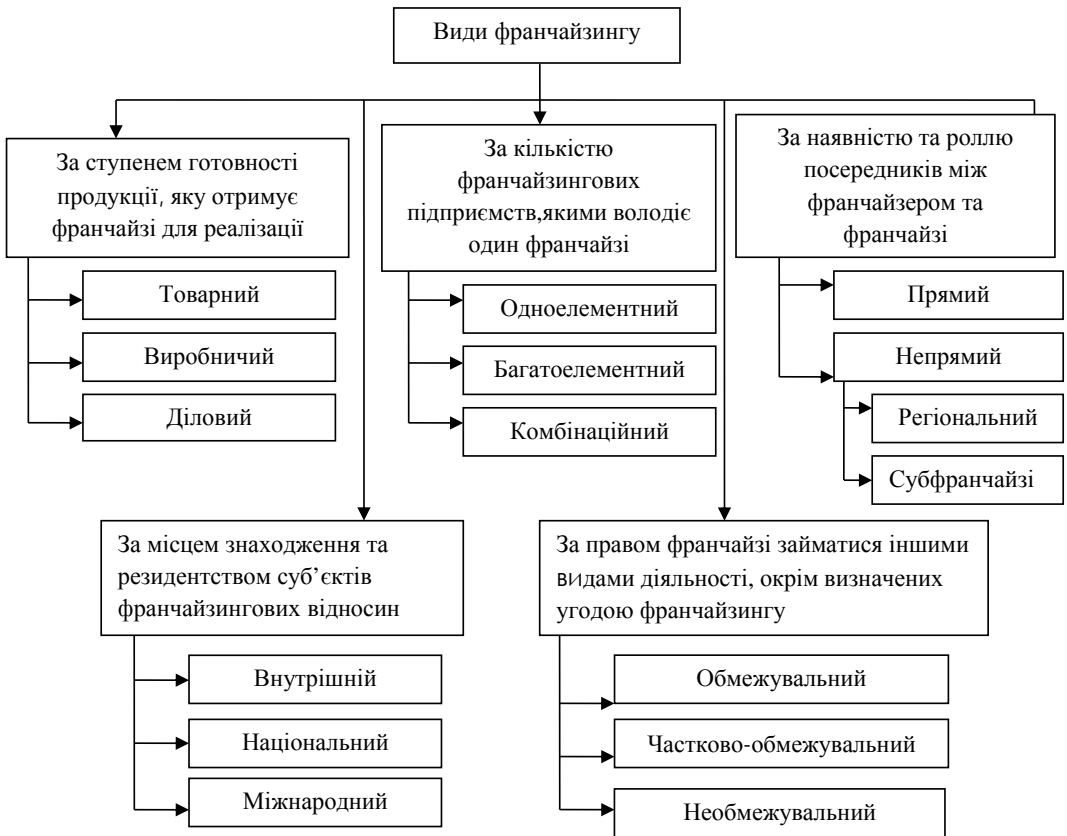 Види франчайзингу
За ступенем готовності
продукції, яку отримує
франчайзі для реалізації
Товарний
Виробничий
Діловий
За кількістю
франчайзингових
підприємств,якими володіє
один франчайзі
Одноелементний
Багатоелементний
Комбінаційний
За наявністю та роллю
посередників між
франчайзером та
франчайзі
Прямий
Непрямий
Регіональний
Субфранчайзі
За місцем знаходження та
резидентством суб’єктів
франчайзингових відносин
Внутрішній
Національний
Міжнародний
За правом франчайзі займатися іншими
видами діяльності, окрім визначених
угодою франчайзингу
Обмежувальний
Частково-обмежувальний
Необмежувальний